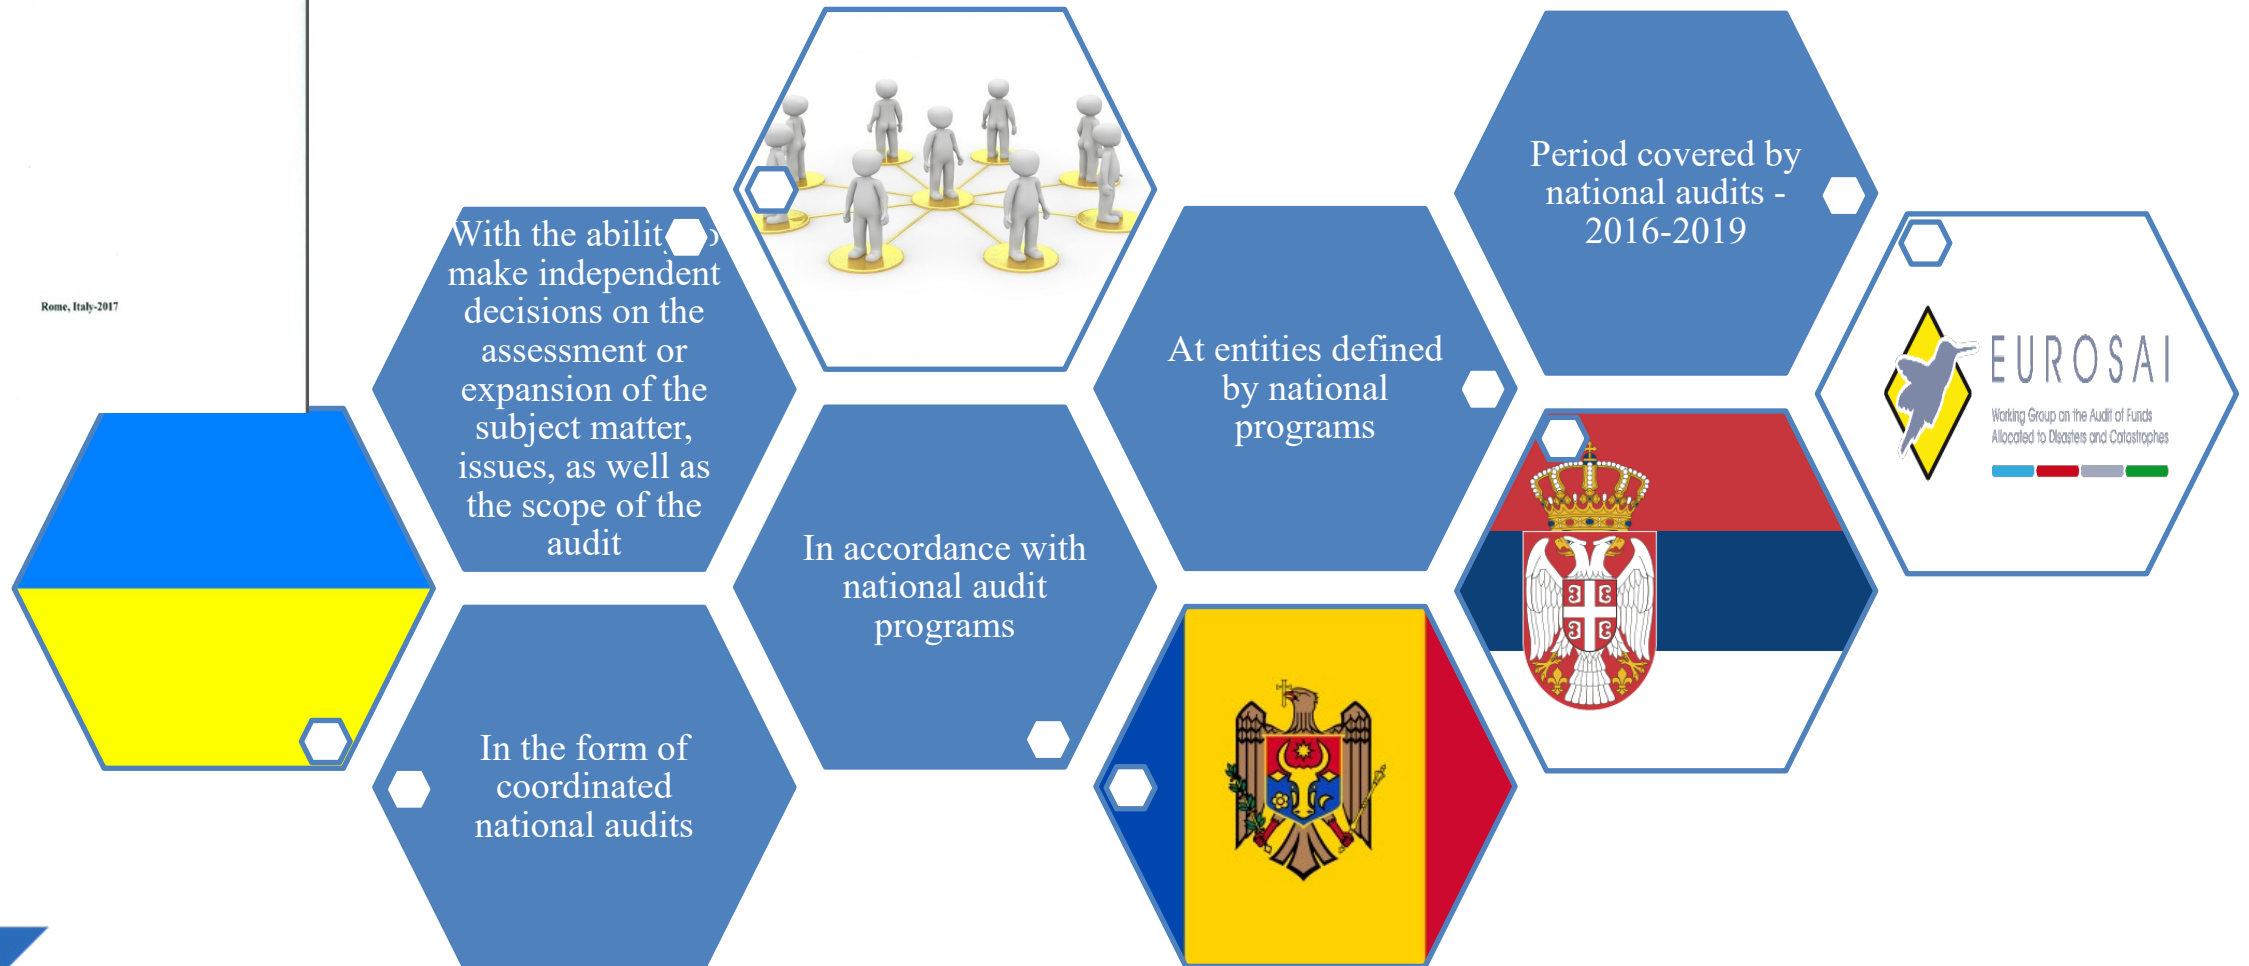 Rome, Italy-2017
With the ability
make independent
decisions on the
assessment or
expansion of the
subject matter,
issues, as well as
the scope of the
audit
In the form of
coordinated
national audits
In accordance with
national audit
programs
At entities defined
by national
programs
Period covered by
national audits -
2016-2019
EUROSAI
Working Group on the Audit of Funds
Allocated to Disasters and Catastrophes